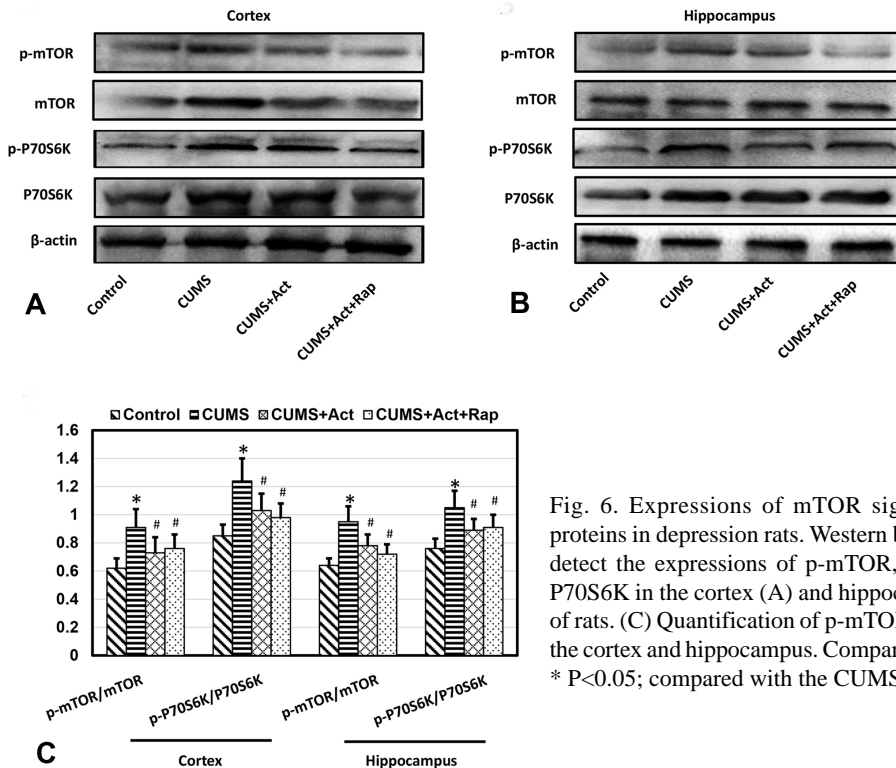 Cortex
p-mTOR
mTOR
p-P70S6K
P70S6K
β-actin
Control
CUMS
CUMS+Act
CUMS+Act+Rap
A
Hippocampus
p-mTOR
mTOR
p-P70S6K
P70S6K
β-actin
Control
CUMS
CUMS+Act
CUMS+Act+Rap
B
Control CUMS CUMS+Act CUMS+Act+Rap
1.6
1.4
1.2
1
0.8
0.6
0.4
0.2
0
* # #
* # #
* # #
* # #
p-mTOR/mTOR
p-P70S6K/P70S6K
p-mTOR/mTOR
p-P70S6K/P70S6K
Cortex
Hippocampus
C
Fig. 6. Expressions of mTOR sig
proteins in depression rats. Western b
detect the expressions of p-mTOR,
P70S6K in the cortex (A) and hippoc
of rats. (C) Quantification of p-mTOR
the cortex and hippocampus. Compar
* P<0.05; compared with the CUMS